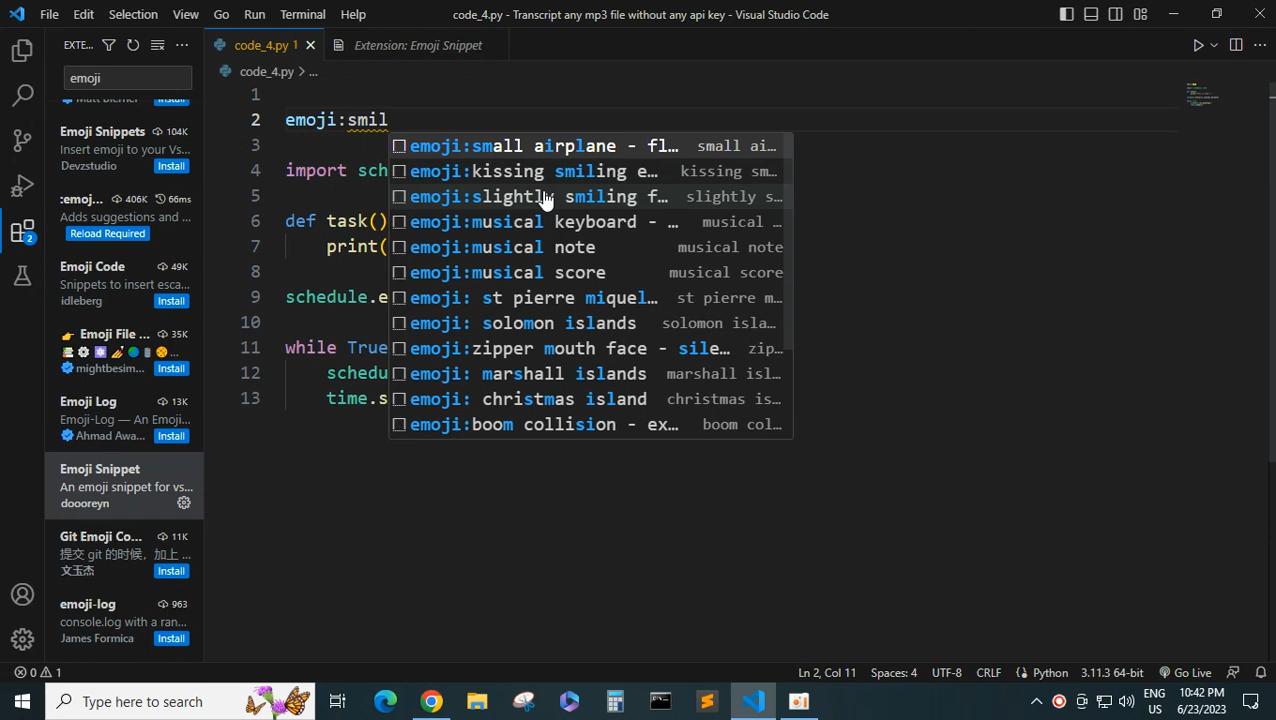 File Edit Selection View Go Run Terminal Help
code_4.py - Transcript any mp3 file without any api key - Visual Studio Code
EXTE...
emoji
Matt Bierner
Install
Emoji Snippets 104K
Insert emoji to your Vs...
Devzstudio Install
:emoj... 406K 66ms
Adds suggestions and ...
Reload Required
Emoji Code 49K
Snippets to insert esca...
idleberg Install
👉 Emoji File ... 35K
mightbesim... Install
Emoji Log 23K
Emoji-Log — An Emoji...
Ahmad Awa... Install
Emoji Snippet
An emoji snippet for vs...
doooreyn
Git Emoji Co... 11K
提交 git 的时候，加上 ...
文玉杰 Install
emoji-log 963
console.log with a ran...
James Formica Install
2
code_4.py 1
Extension: Emoji Snippet
code_4.py > ...
1
2 emoji:smil
3
4 import sch
5
6 def task()
7 print(
8
9 schedule.e
10
11 while True
12 schedu
13 time.s
emoji:small airplane - fl... small ai...
emoji:kissing smiling e... kissing sm...
emoji:slightly smiling f... slightly s...
emoji:musical keyboard - ... musical ...
emoji:musical note musical note
emoji:musical score musical score
emoji: st pierre miquel... st pierre m...
emoji: solomon islands solomon isla...
emoji:zipper mouth face - sile... zip...
emoji: marshall islands marshall isl...
emoji: christmas island christmas is...
emoji:boom collision - ex... boom col...
0 1
Ln 2, Col 11 Spaces: 4 UTF-8 CRLF Python 3.11.3 64-bit Go Live
Type here to search
ENG
US
10:42 PM
6/23/2023